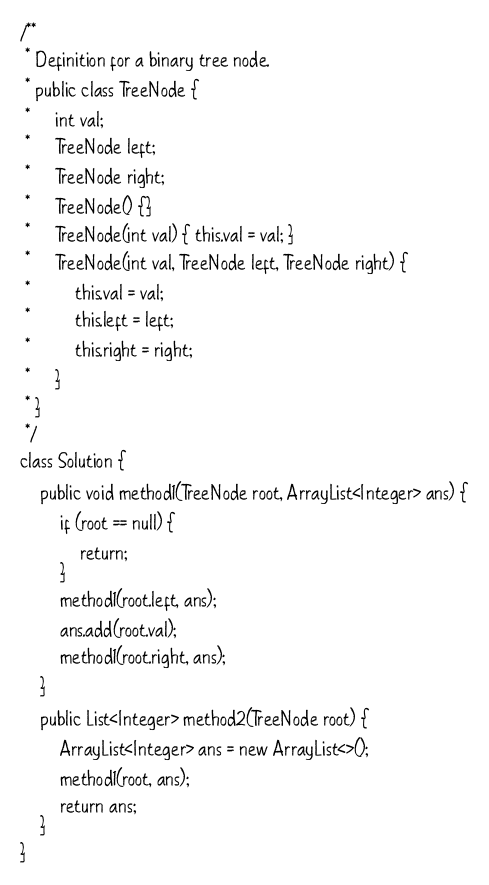 /**
 * Definition for a binary tree node.
 * public class TreeNode {
 *     int val;
 *     TreeNode left;
 *     TreeNode right;
 *     TreeNode() {}
 *     TreeNode(int val) { this.val = val; }
 *     TreeNode(int val, TreeNode left, TreeNode right) {
 *         this.val = val;
 *         this.left = left;
 *         this.right = right;
 *     }
 * }
 */
class Solution {
    public void method1(TreeNode root, ArrayList<Integer> ans) {
        if (root == null) {
            return;
        }
        method1(root.left, ans);
        ans.add(root.val);
        method1(root.right, ans);
    }
    public List<Integer> method2(TreeNode root) {
        ArrayList<Integer> ans = new ArrayList<>();
        method1(root, ans);
        return ans;
    }
}